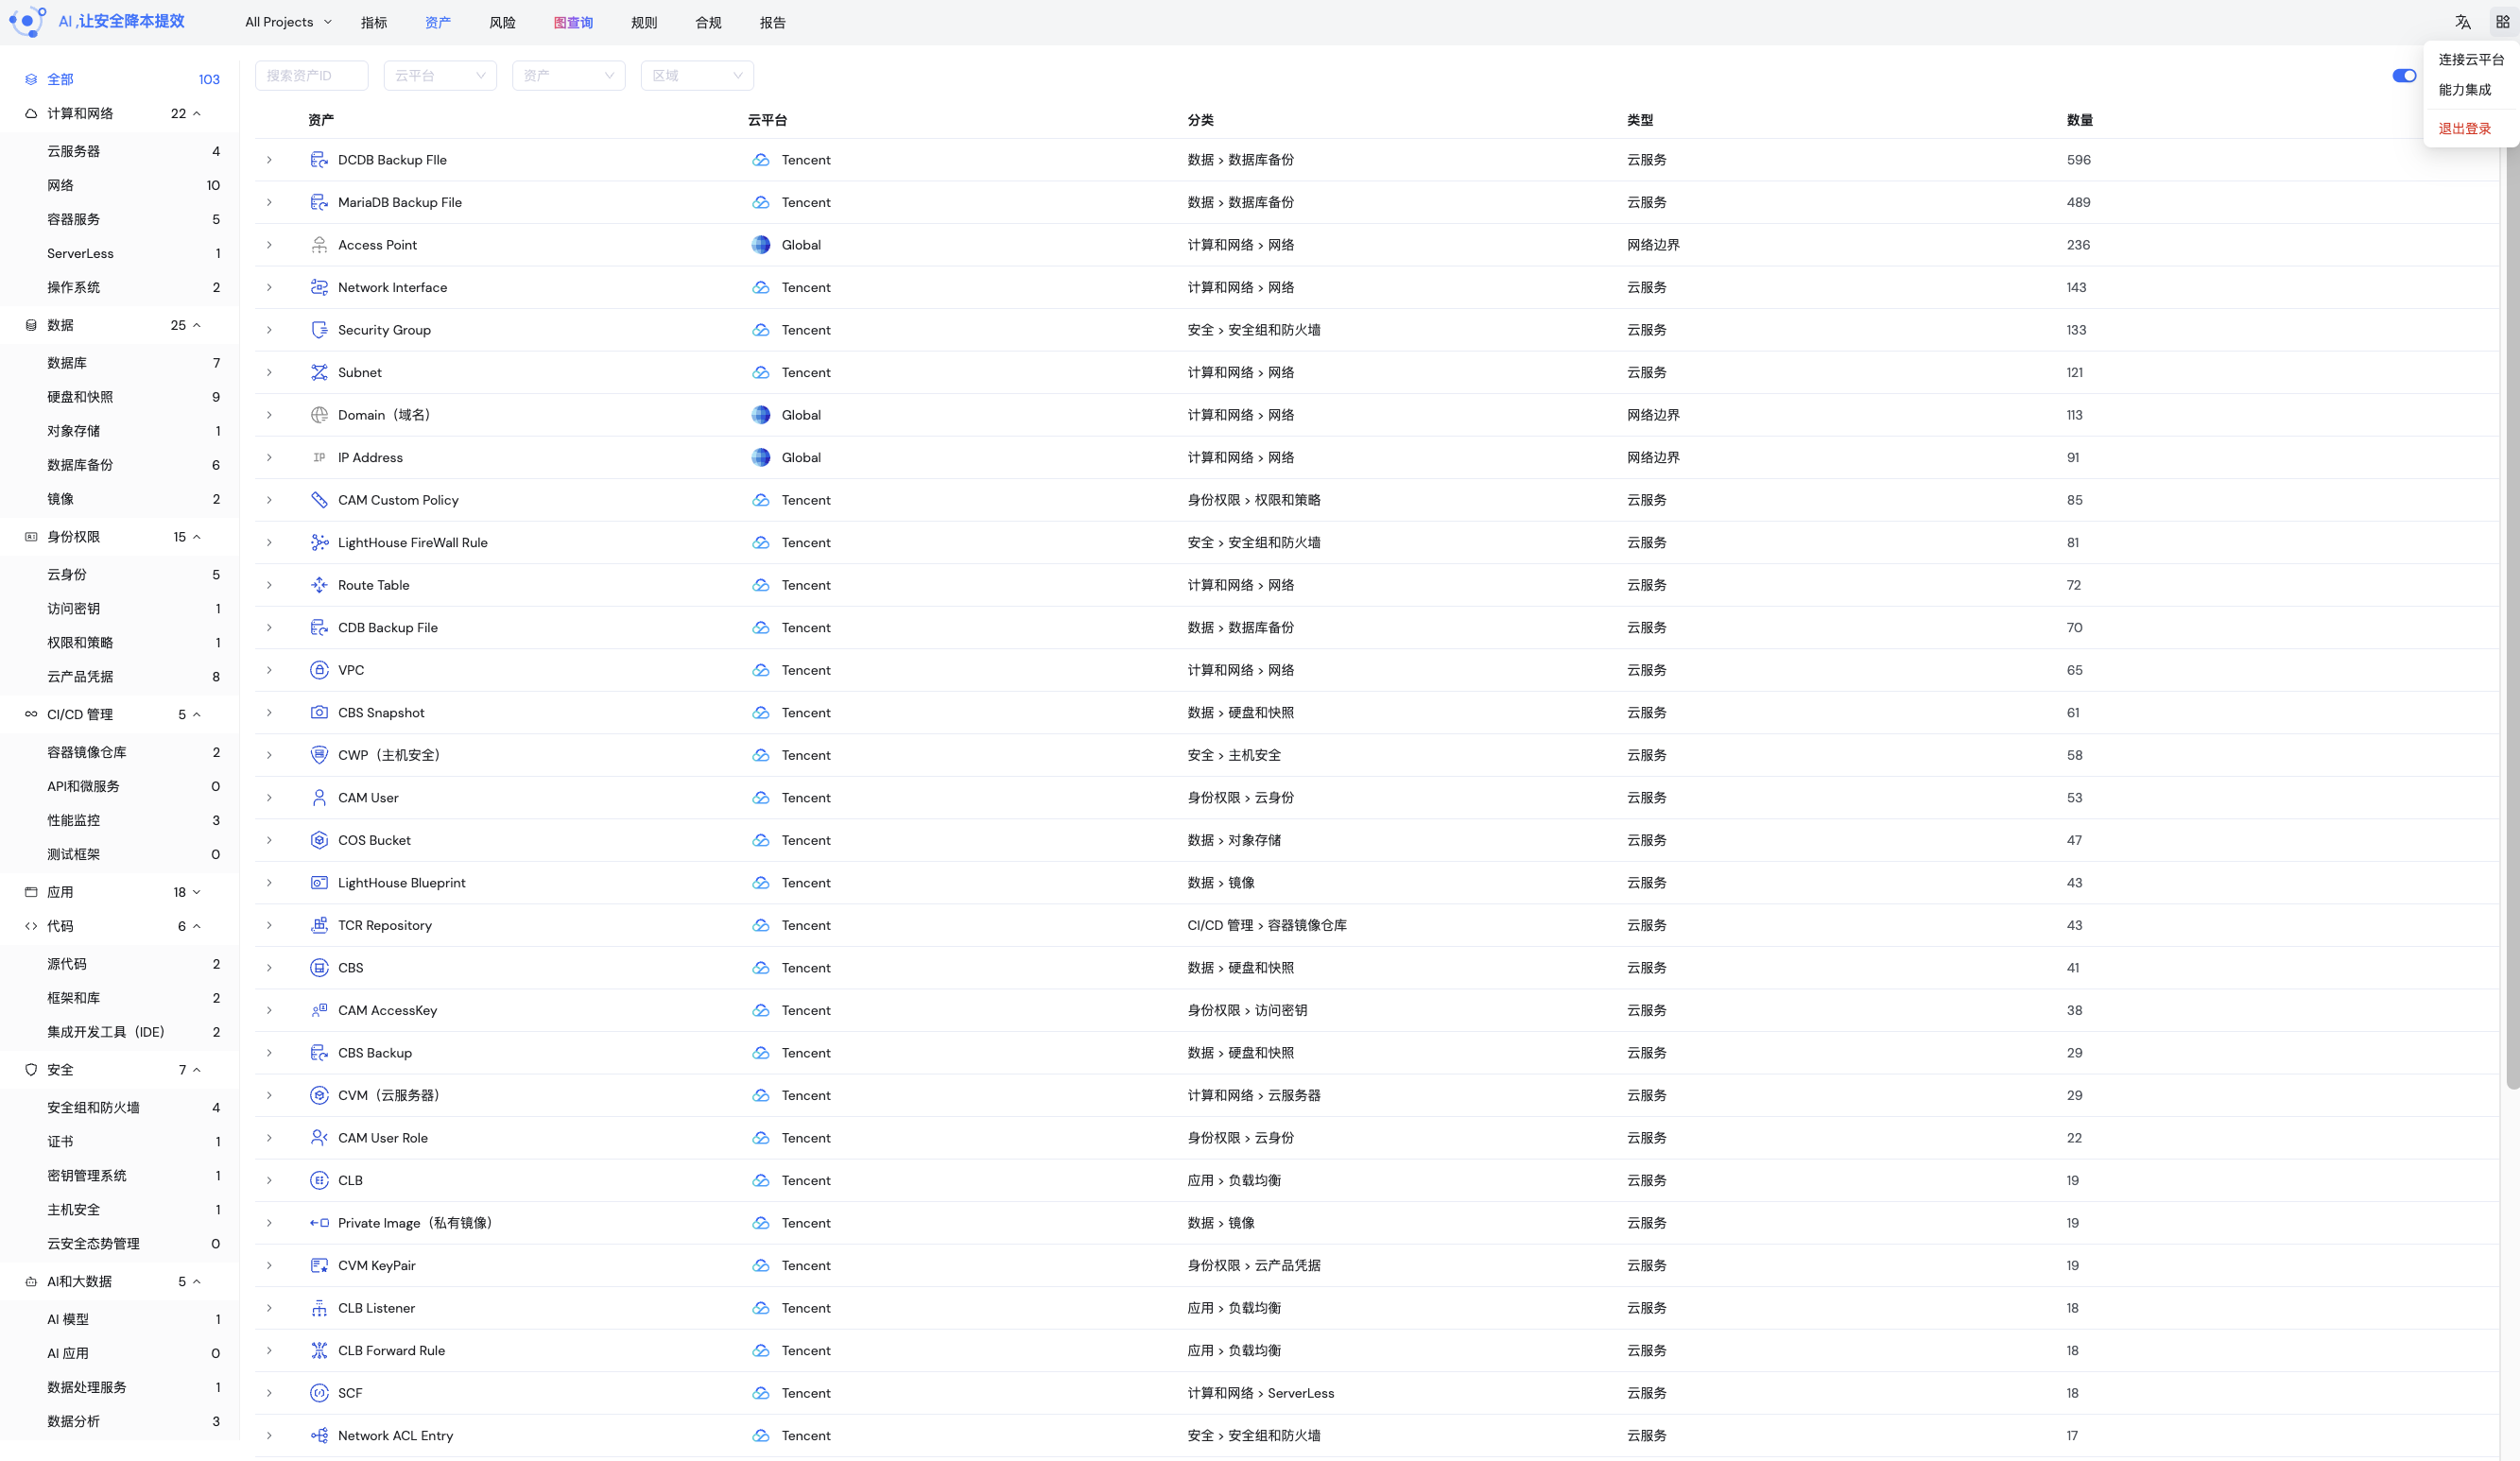 AI ,让安全降本提效
All Projects 指标 资产 风险 图查询 规则 合规 报告
连接云平台
能力集成
退出登录
全部 103
计算和网络 22
云服务器 4
网络 10
容器服务 5
ServerLess 1
操作系统 2
数据 25
数据库 7
硬盘和快照 9
对象存储 1
数据库备份 6
镜像 2
身份权限 15
云身份 5
访问密钥 1
权限和策略 1
云产品凭据 8
CI/CD 管理 5
容器镜像仓库 2
API和微服务 0
性能监控 3
测试框架 0
应用 18
代码 6
源代码 2
框架和库 2
集成开发工具（IDE） 2
安全 7
安全组和防火墙 4
证书 1
密钥管理系统 1
主机安全 1
云安全态势管理 0
AI和大数据 5
AI 模型 1
AI 应用 0
数据处理服务 1
数据分析 3
搜索资产ID 云平台 资产 区域
资产 云平台 分类 类型 数量
DCDB Backup FIle Tencent 数据 > 数据库备份 云服务 596
MariaDB Backup File Tencent 数据 > 数据库备份 云服务 489
Access Point Global 计算和网络 > 网络 网络边界 236
Network Interface Tencent 计算和网络 > 网络 云服务 143
Security Group Tencent 安全 > 安全组和防火墙 云服务 133
Subnet Tencent 计算和网络 > 网络 云服务 121
Domain（域名） Global 计算和网络 > 网络 网络边界 113
IP IP Address Global 计算和网络 > 网络 网络边界 91
CAM Custom Policy Tencent 身份权限 > 权限和策略 云服务 85
LightHouse FireWall Rule Tencent 安全 > 安全组和防火墙 云服务 81
Route Table Tencent 计算和网络 > 网络 云服务 72
CDB Backup File Tencent 数据 > 数据库备份 云服务 70
VPC Tencent 计算和网络 > 网络 云服务 65
CBS Snapshot Tencent 数据 > 硬盘和快照 云服务 61
CWP（主机安全） Tencent 安全 > 主机安全 云服务 58
CAM User Tencent 身份权限 > 云身份 云服务 53
COS Bucket Tencent 数据 > 对象存储 云服务 47
LightHouse Blueprint Tencent 数据 > 镜像 云服务 43
TCR Repository Tencent CI/CD 管理 > 容器镜像仓库 云服务 43
CBS Tencent 数据 > 硬盘和快照 云服务 41
CAM AccessKey Tencent 身份权限 > 访问密钥 云服务 38
CBS Backup Tencent 数据 > 硬盘和快照 云服务 29
CVM（云服务器） Tencent 计算和网络 > 云服务器 云服务 29
CAM User Role Tencent 身份权限 > 云身份 云服务 22
CLB Tencent 应用 > 负载均衡 云服务 19
Private Image（私有镜像） Tencent 数据 > 镜像 云服务 19
CVM KeyPair Tencent 身份权限 > 云产品凭据 云服务 19
CLB Listener Tencent 应用 > 负载均衡 云服务 18
CLB Forward Rule Tencent 应用 > 负载均衡 云服务 18
SCF Tencent 计算和网络 > ServerLess 云服务 18
Network ACL Entry Tencent 安全 > 安全组和防火墙 云服务 17